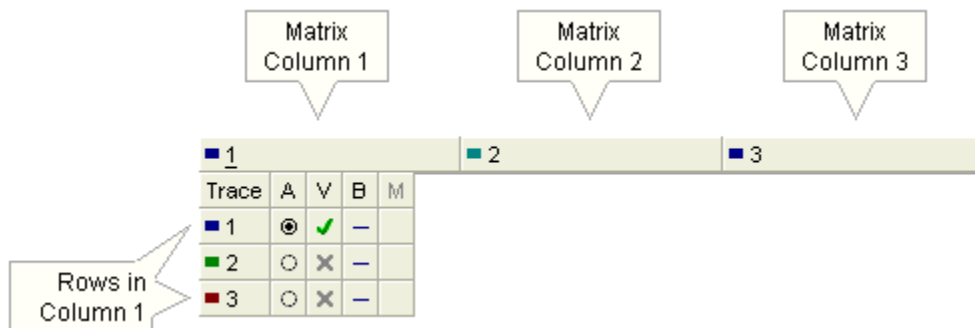 Matrix
Column 1
Matrix
Column 2
Matrix
Column 3
1 2 3
Trace A V B M
1
2
3
Rows in
Column 1